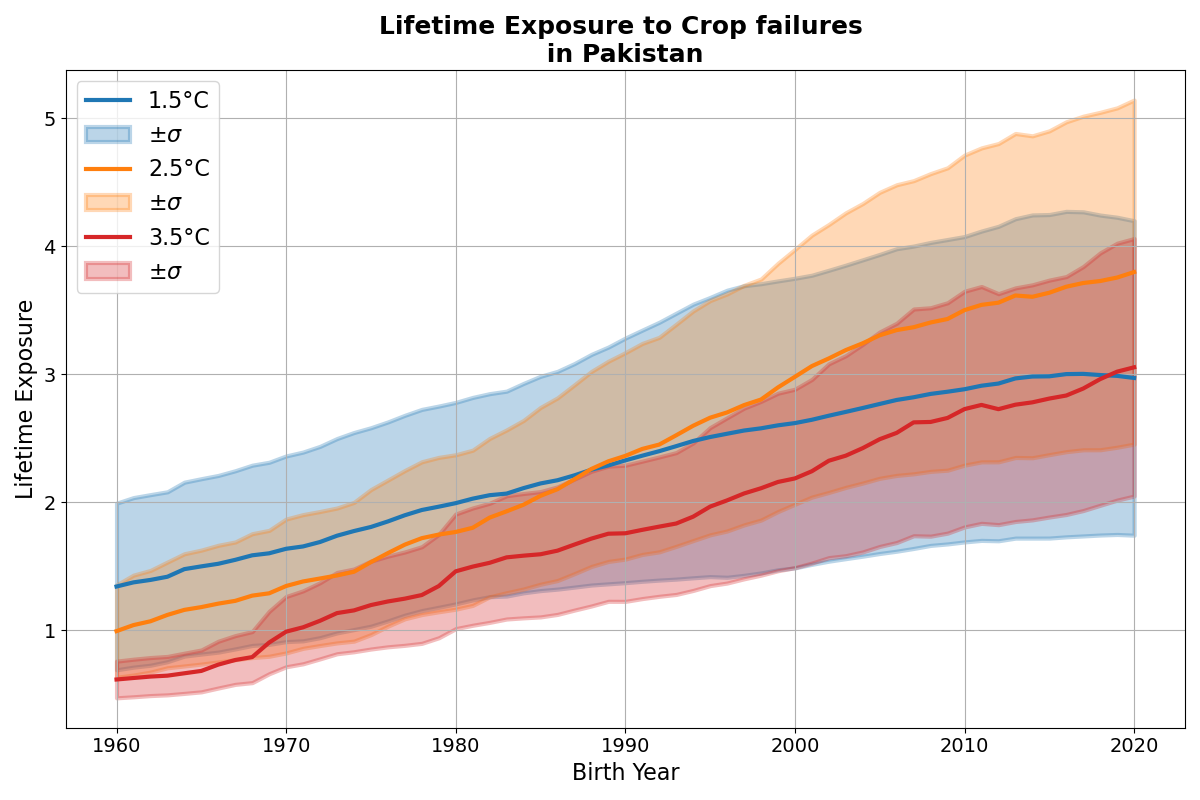 Lifetime Exposure to Crop failures
in Pakistan
1.5°C
±σ
2.5°C
±σ
3.5°C
±σ
Lifetime Exposure
5
4
3
2
1
1960 1970 1980 1990 2000 2010 2020
Birth Year